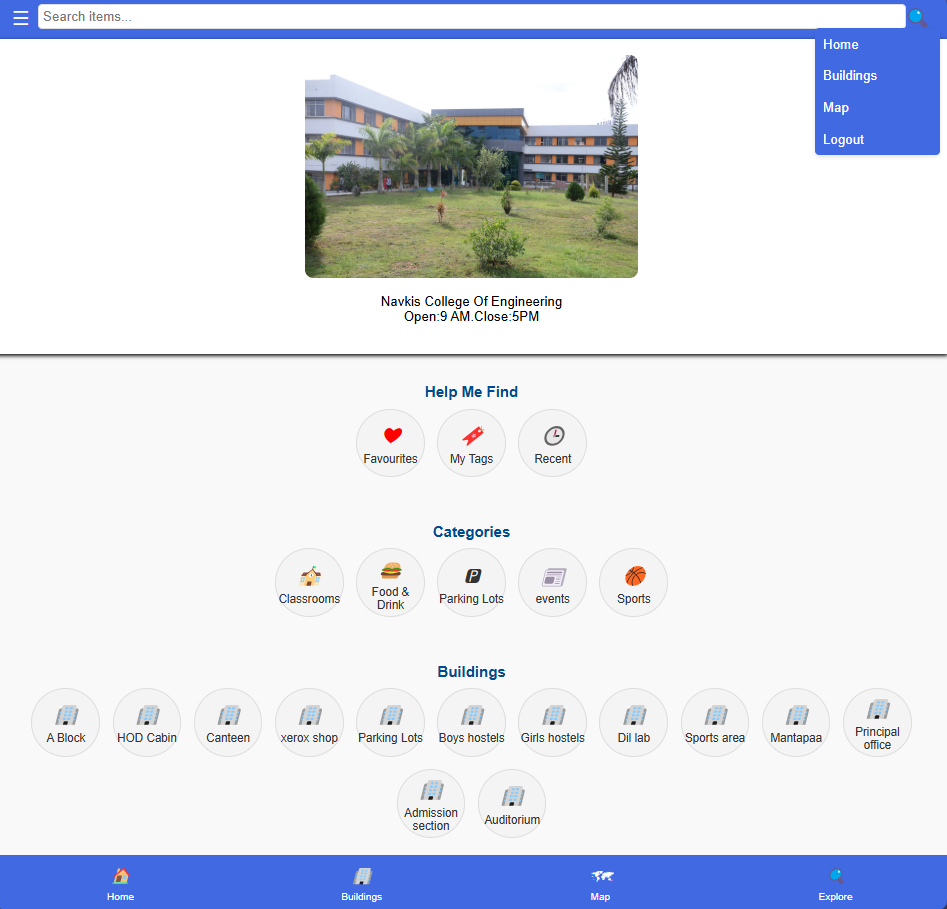 Search items...
Home
Buildings
Map
Logout
Navkis College Of Engineering
Open:9 AM.Close:5PM
Help Me Find
Favourites
My Tags
Recent
Categories
Classrooms
Food &
Drink
P
Parking Lots
events
Sports
Buildings
A Block
HOD Cabin
Canteen
xerox shop
Parking Lots
Boys hostels
Girls hostels
Dil lab
Sports area
Mantapaa
Principal
office
Admission
section
Auditorium
Home
Buildings
Map
Explore